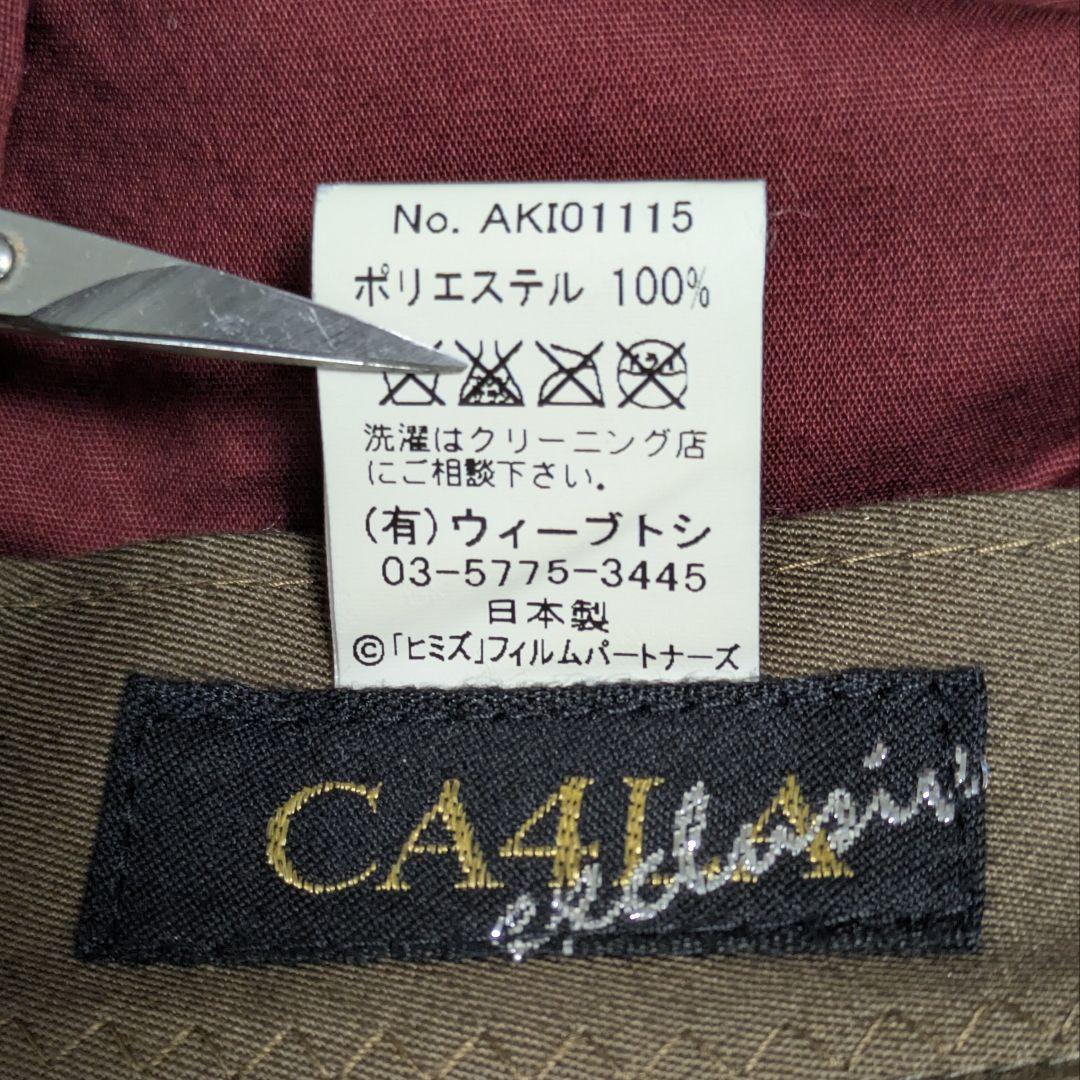 No. AKI01115
ポリエステル 100%
洗濯はクリーニング店
にご相談下さい.
(有)ウィーブトシ
03-5775-3445
日本製
©「ヒミズ」フィルムパートナーズ
CA4LA